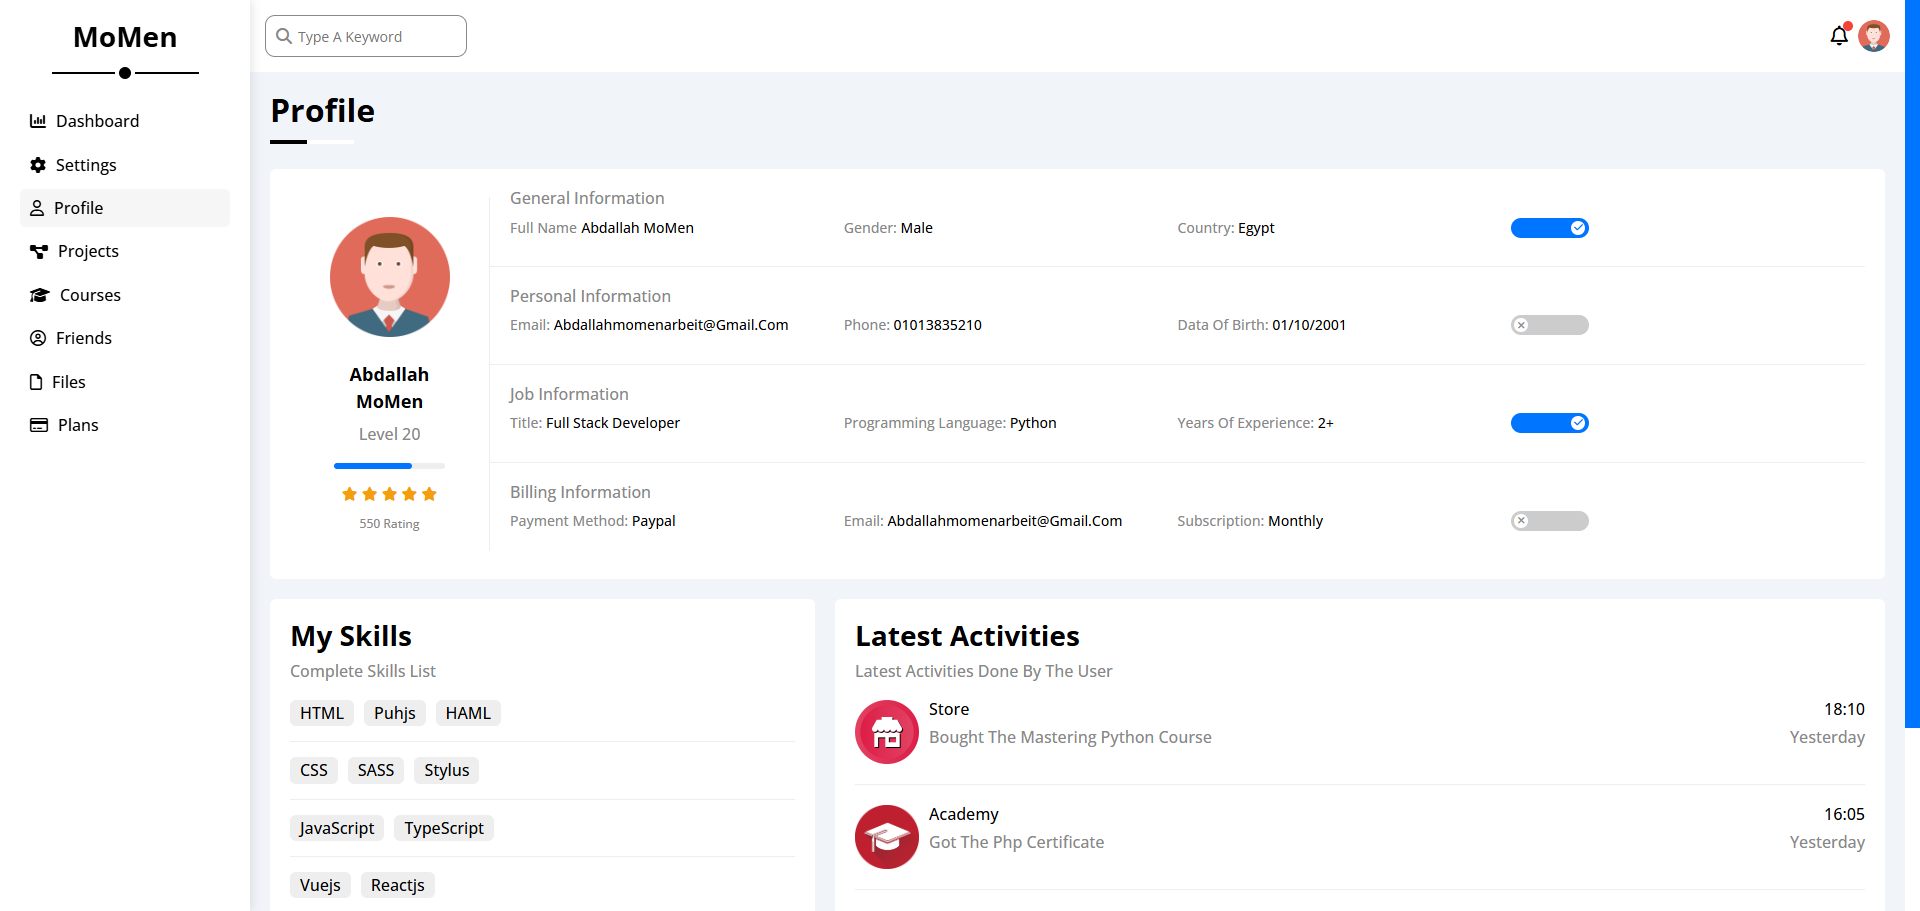 MoMen
Dashboard
Settings
Profile
Projects
Courses
Friends
Files
Plans
Type A Keyword
Profile
Abdallah
MoMen
Level 20
550 Rating
General Information
Full Name Abdallah MoMen Gender: Male Country: Egypt
Personal Information
Email: Abdallahmomenarbeit@Gmail.Com Phone: 01013835210 Data Of Birth: 01/10/2001
Job Information
Title: Full Stack Developer Programming Language: Python Years Of Experience: 2+
Billing Information
Payment Method: Paypal Email: Abdallahmomenarbeit@Gmail.Com Subscription: Monthly
My Skills
Complete Skills List
HTML Puhjs HAML
CSS SASS Stylus
JavaScript TypeScript
Vuejs Reactjs
Latest Activities
Latest Activities Done By The User
Store 18:10
Bought The Mastering Python Course Yesterday
Academy 16:05
Got The Php Certificate Yesterday